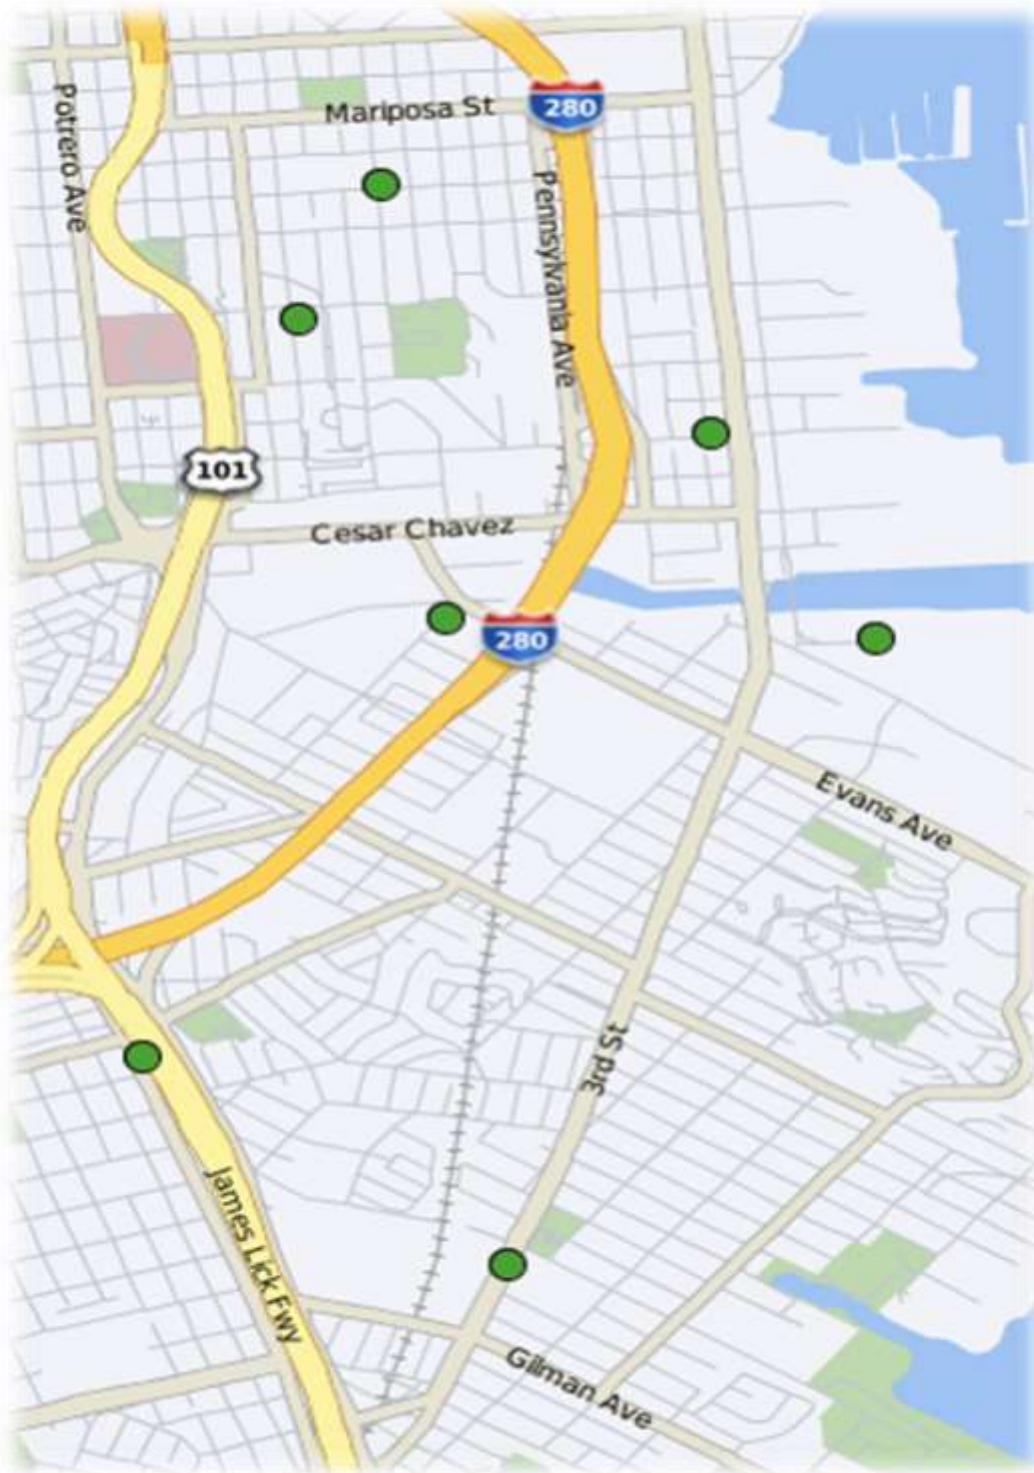 Potrero Ave
Mariposa St
280
Pennsylvania Ave
101
Cesar Chavez
280
Evans Ave
3rd St
James Lick Fwy
Gilman Ave